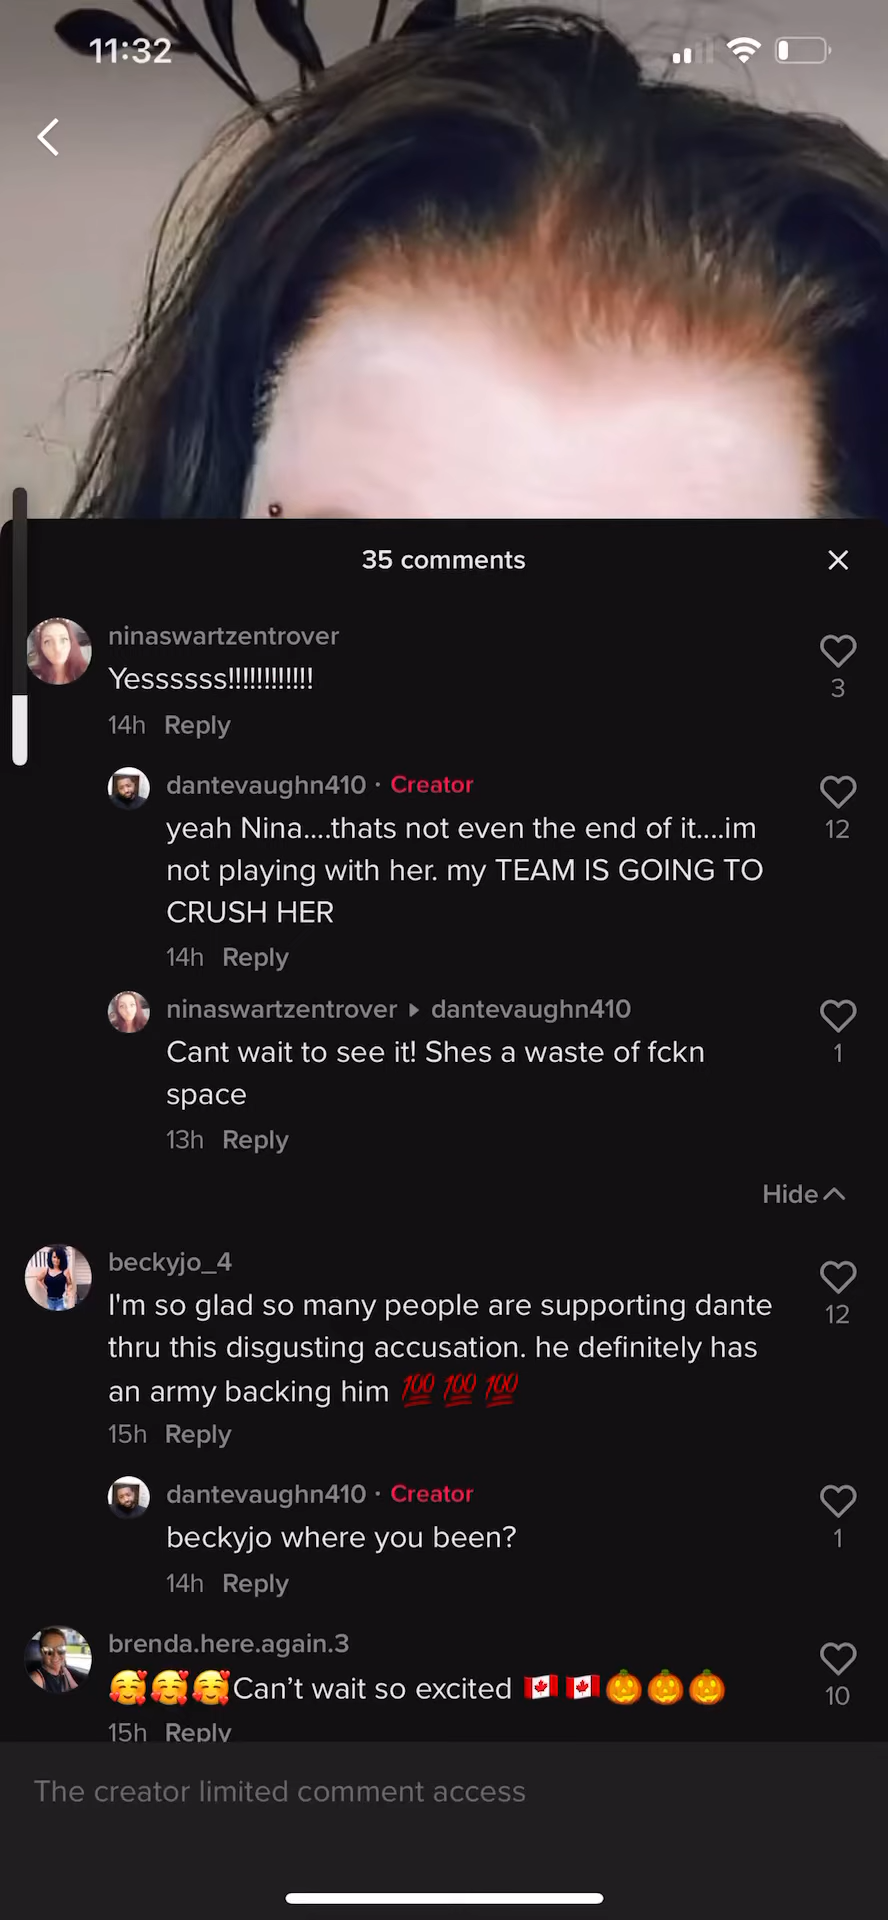 11:32
35 comments
ninaswartzentrover
Yessssss!!!!!!!!!!!!
3
14h Reply
dantevaughn410 · Creator
yeah Nina....thats not even the end of it....im
not playing with her. my TEAM IS GOING TO
CRUSH HER
12
14h Reply
ninaswartzentrover ▸ dantevaughn410
Cant wait to see it! Shes a waste of fckn
space
1
13h Reply
Hide
beckyjo_4
I'm so glad so many people are supporting dante
thru this disgusting accusation. he definitely has
an army backing him 💯 💯 💯
12
15h Reply
dantevaughn410 · Creator
beckyjo where you been?
1
14h Reply
brenda.here.again.3
🥰🥰🥰Can't wait so excited 🇨🇦🇨🇦🎃🎃🎃
10
15h Reply
The creator limited comment access